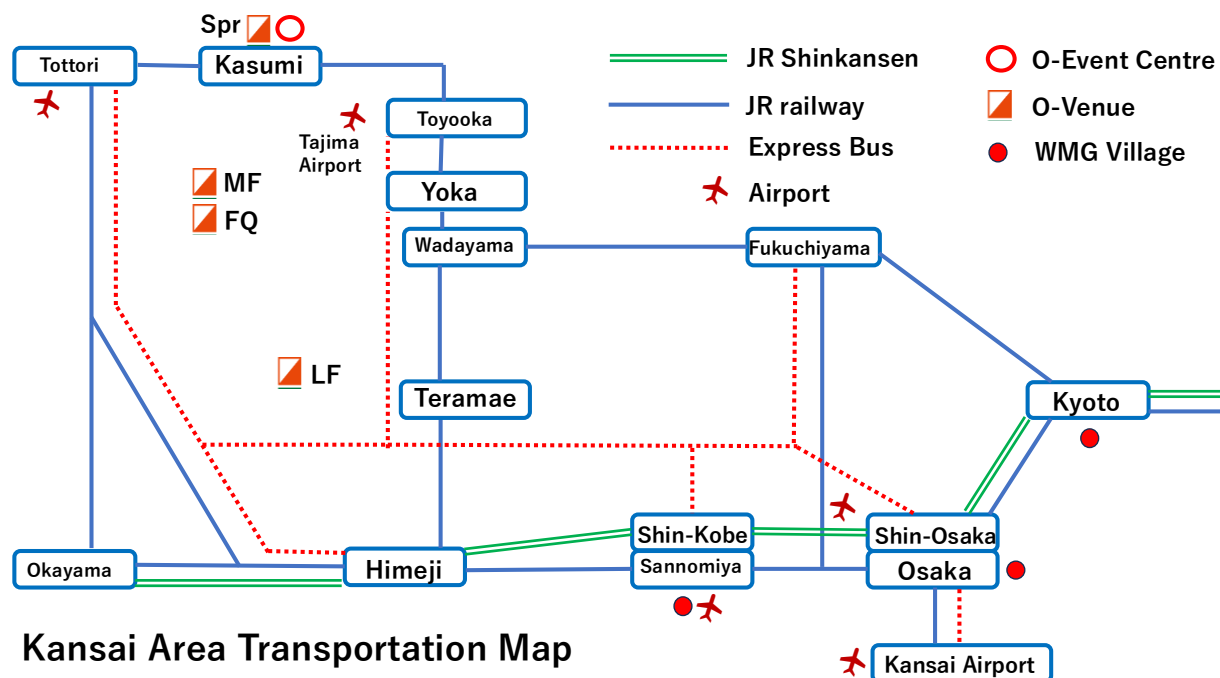 Spr
Tottori
Kasumi
JR Shinkansen
O-Event Centre
JR railway
O-Venue
Toyooka
Tajima
Airport
Express Bus
WMG Village
MF
Yoka
Airport
FQ
Wadayama
Fukuchiyama
LF
Teramae
Kyoto
Shin-Kobe
Shin-Osaka
Okayama
Himeji
Sannomiya
Osaka
Kansai Area Transportation Map
Kansai Airport